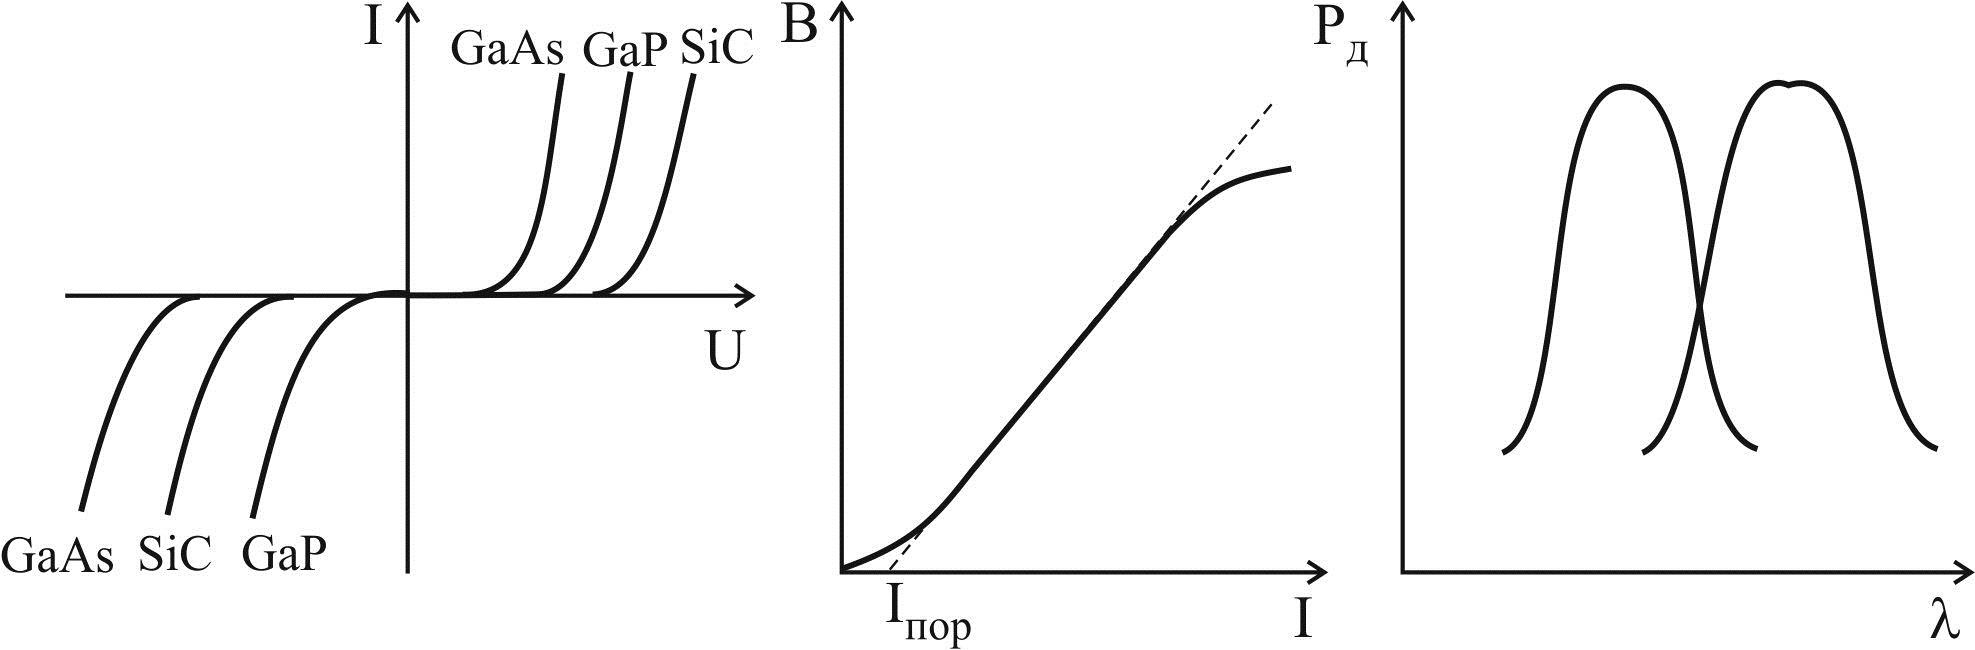 I
GaAs GaP SiC
U
GaAs SiC GaP
B
Iпор
I
Pд
λ